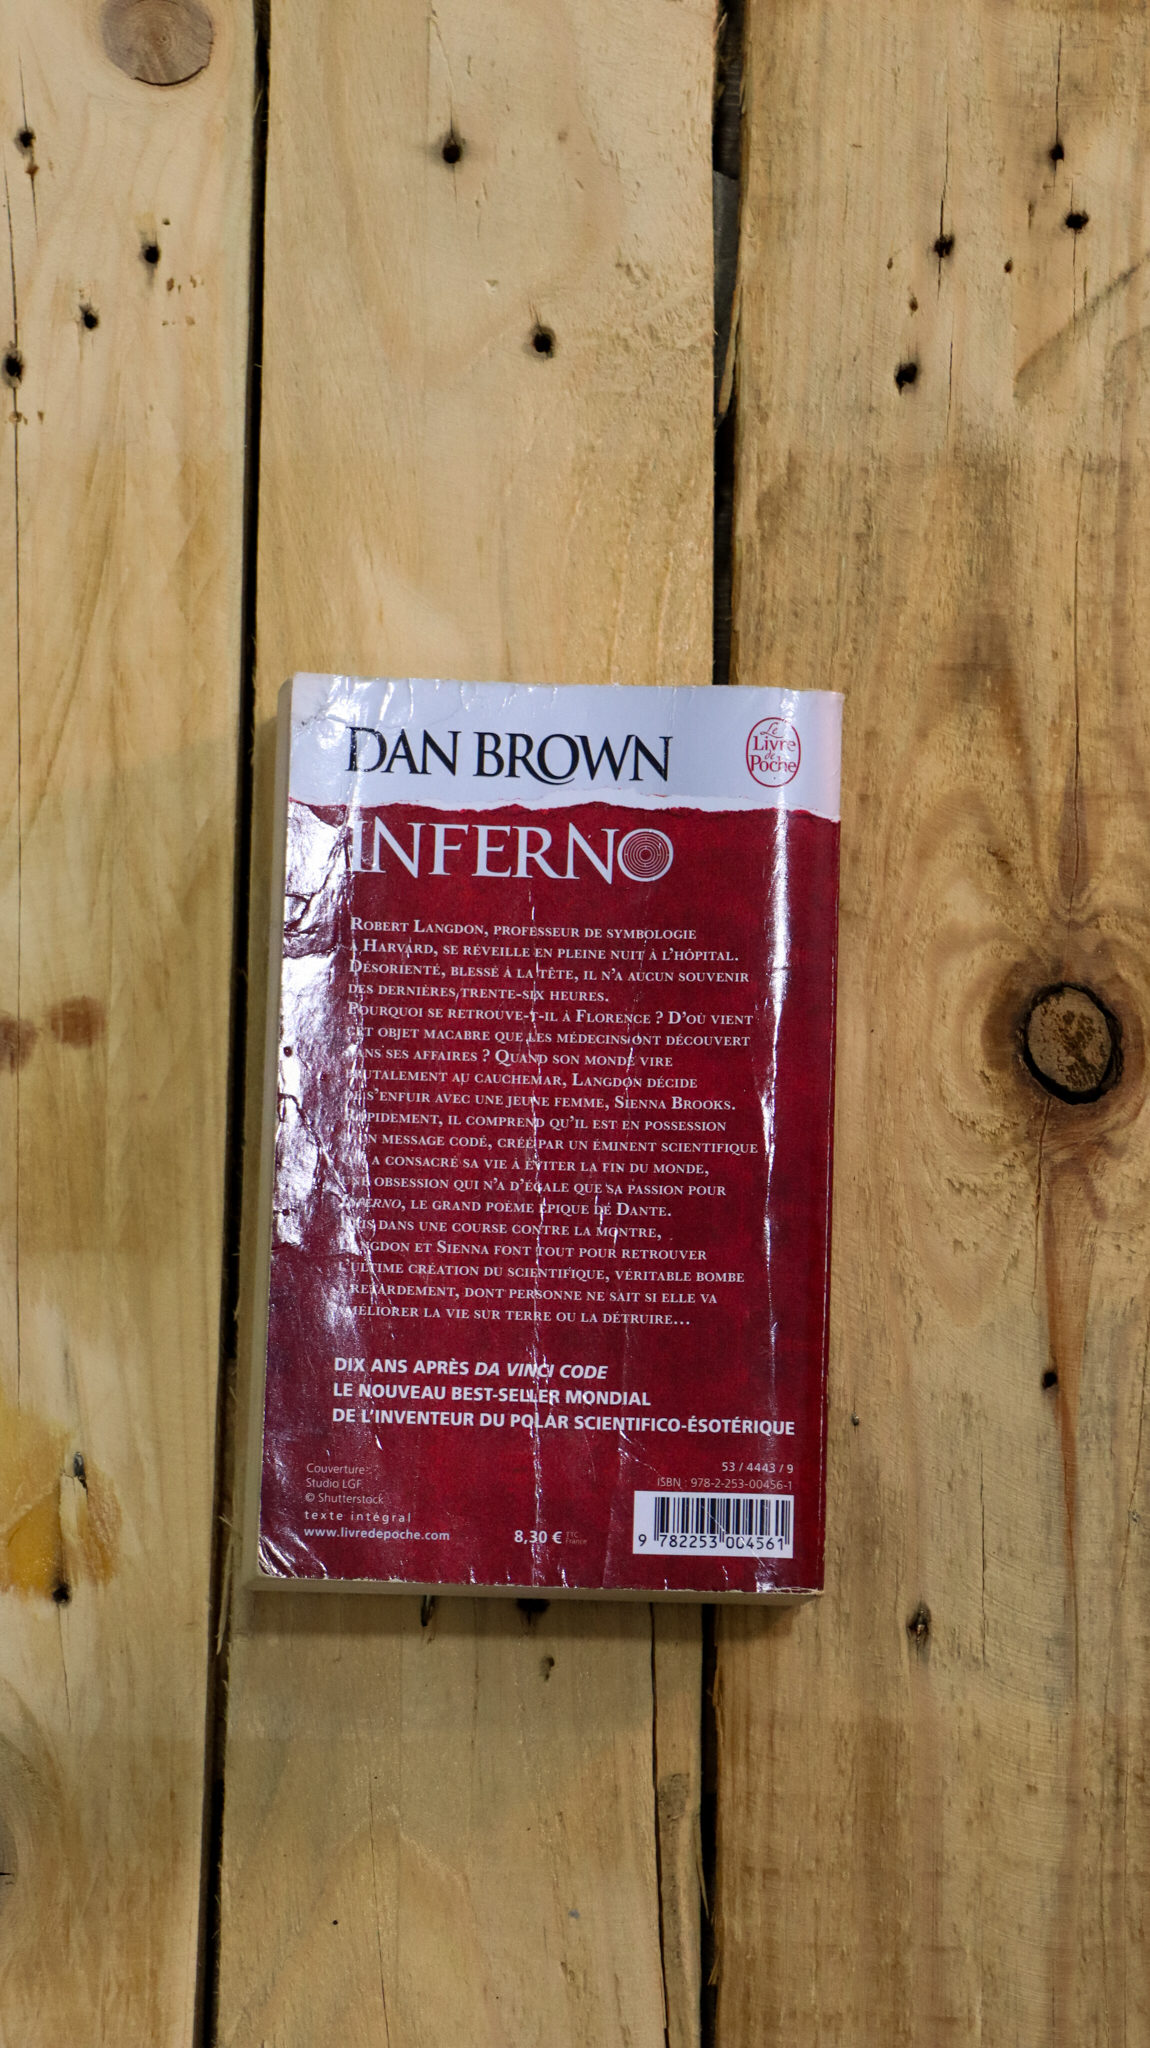 DAN BROWN
Le
Livre
de
Poche
INFERNO
ROBERT LANGDON, PROFESSEUR DE SYMBOLOGIE
À HARVARD, SE RÉVEILLE EN PLEINE NUIT À L'HÔPITAL.
DÉSORIENTÉ, BLESSÉ À LA TÊTE, IL N'A AUCUN SOUVENIR
DES DERNIÈRES TRENTE-SIX HEURES.
POURQUOI SE RETROUVE-T-IL À FLORENCE ? D'OÙ VIENT
CET OBJET MACABRE QUE LES MÉDECINS ONT DÉCOUVERT
DANS SES AFFAIRES ? QUAND SON MONDE VIRE
BRUTALEMENT AU CAUCHEMAR, LANGDON DÉCIDE
DE S'ENFUIR AVEC UNE JEUNE FEMME, SIENNA BROOKS.
RAPIDEMENT, IL COMPREND QU'IL EST EN POSSESSION
D'UN MESSAGE CODÉ, CRÉÉ PAR UN ÉMINENT SCIENTIFIQUE
A CONSACRÉ SA VIE À ÉVITER LA FIN DU MONDE,
UNE OBSESSION QUI N'A D'ÉGALE QUE SA PASSION POUR
INFERNO, LE GRAND POÈME ÉPIQUE DE DANTE.
DANS UNE COURSE CONTRE LA MONTRE,
LANGDON ET SIENNA FONT TOUT POUR RETROUVER
L'ULTIME CRÉATION DU SCIENTIFIQUE, VÉRITABLE BOMBE
À RETARDEMENT, DONT PERSONNE NE SAIT SI ELLE VA
AMÉLIORER LA VIE SUR TERRE OU LA DÉTRUIRE...
DIX ANS APRÈS DA VINCI CODE
LE NOUVEAU BEST-SELLER MONDIAL
DE L'INVENTEUR DU POLAR SCIENTIFICO-ÉSOTÉRIQUE
Couverture :
Studio LGF.
© Shutterstock
texte intégral
www.livredepoche.com
8,30 € TTC
France
53 / 4443 / 9
ISBN : 978-2-253-00456-1
9 782253 004561